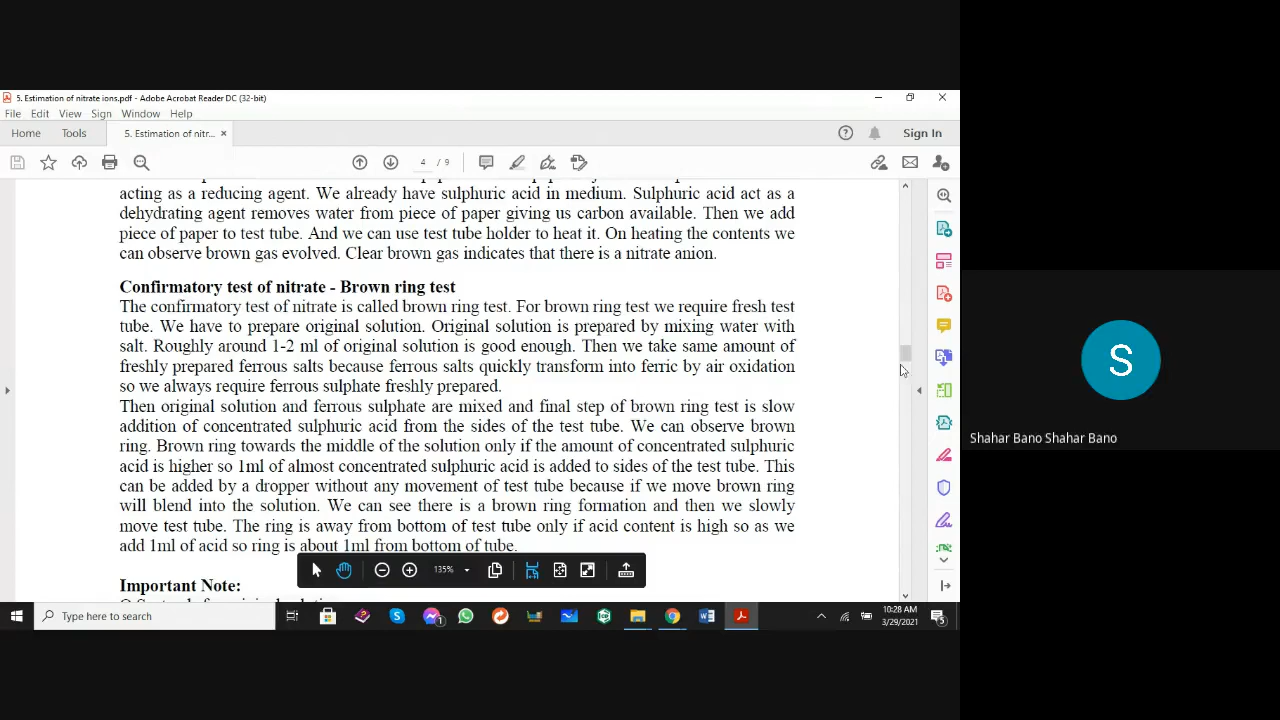 5. Estimation of nitrate ions.pdf - Adobe Acrobat Reader DC (32-bit)
File Edit View Sign Window Help
Home Tools 5. Estimation of nitr... × Sign In
4 / 9
acting as a reducing agent. We already have sulphuric acid in medium. Sulphuric acid act as a
dehydrating agent removes water from piece of paper giving us carbon available. Then we add
piece of paper to test tube. And we can use test tube holder to heat it. On heating the contents we
can observe brown gas evolved. Clear brown gas indicates that there is a nitrate anion.
Confirmatory test of nitrate - Brown ring test
The confirmatory test of nitrate is called brown ring test. For brown ring test we require fresh test
tube. We have to prepare original solution. Original solution is prepared by mixing water with
salt. Roughly around 1-2 ml of original solution is good enough. Then we take same amount of
freshly prepared ferrous salts because ferrous salts quickly transform into ferric by air oxidation
so we always require ferrous sulphate freshly prepared.
Then original solution and ferrous sulphate are mixed and final step of brown ring test is slow
addition of concentrated sulphuric acid from the sides of the test tube. We can observe brown
ring. Brown ring towards the middle of the solution only if the amount of concentrated sulphuric
acid is higher so 1ml of almost concentrated sulphuric acid is added to sides of the test tube. This
can be added by a dropper without any movement of test tube because if we move brown ring
will blend into the solution. We can see there is a brown ring formation and then we slowly
move test tube. The ring is away from bottom of test tube only if acid content is high so as we
add 1ml of acid so ring is about 1ml from bottom of tube.
135%
Important Note:
Type here to search
10:28 AM
3/29/2021
S
Shahar Bano Shahar Bano